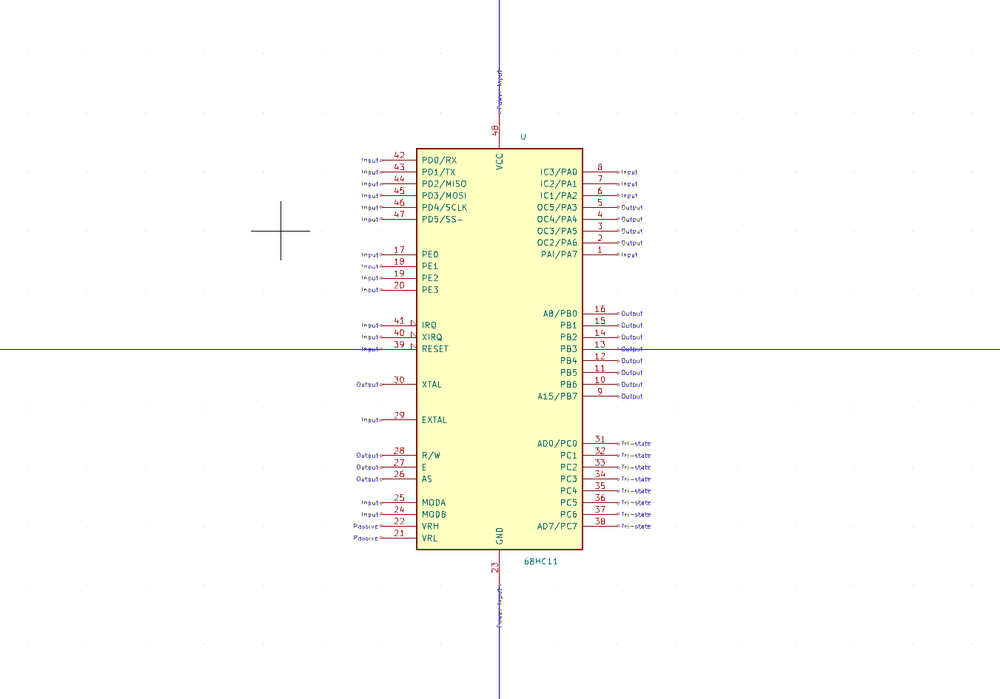 Power Input
48
U
VCC
Input 42 PD0/RX
Input 43 PD1/TX
Input 44 PD2/MISO
Input 45 PD3/MOSI
Input 46 PD4/SCLK
Input 47 PD5/SS-
Input 17 PE0
Input 18 PE1
Input 19 PE2
Input 20 PE3
Input 41 IRQ
Input 40 XIRQ
Input 39 RESET
Output 30 XTAL
Input 29 EXTAL
Output 28 R/W
Output 27 E
Output 26 AS
Input 25 MODA
Input 24 MODB
Passive 22 VRH
Passive 21 VRL
IC3/PA0 8 Input
IC2/PA1 7 Input
IC1/PA2 6 Input
OC5/PA3 5 Output
OC4/PA4 4 Output
OC3/PA5 3 Output
OC2/PA6 2 Output
PAI/PA7 1 Input
A8/PB0 16 Output
PB1 15 Output
PB2 14 Output
PB3 13 Output
PB4 12 Output
PB5 11 Output
PB6 10 Output
A15/PB7 9 Output
AD0/PC0 31 Tri-state
PC1 32 Tri-state
PC2 33 Tri-state
PC3 34 Tri-state
PC4 35 Tri-state
PC5 36 Tri-state
PC6 37 Tri-state
AD7/PC7 38 Tri-state
GND
68HC11
23
Power Input